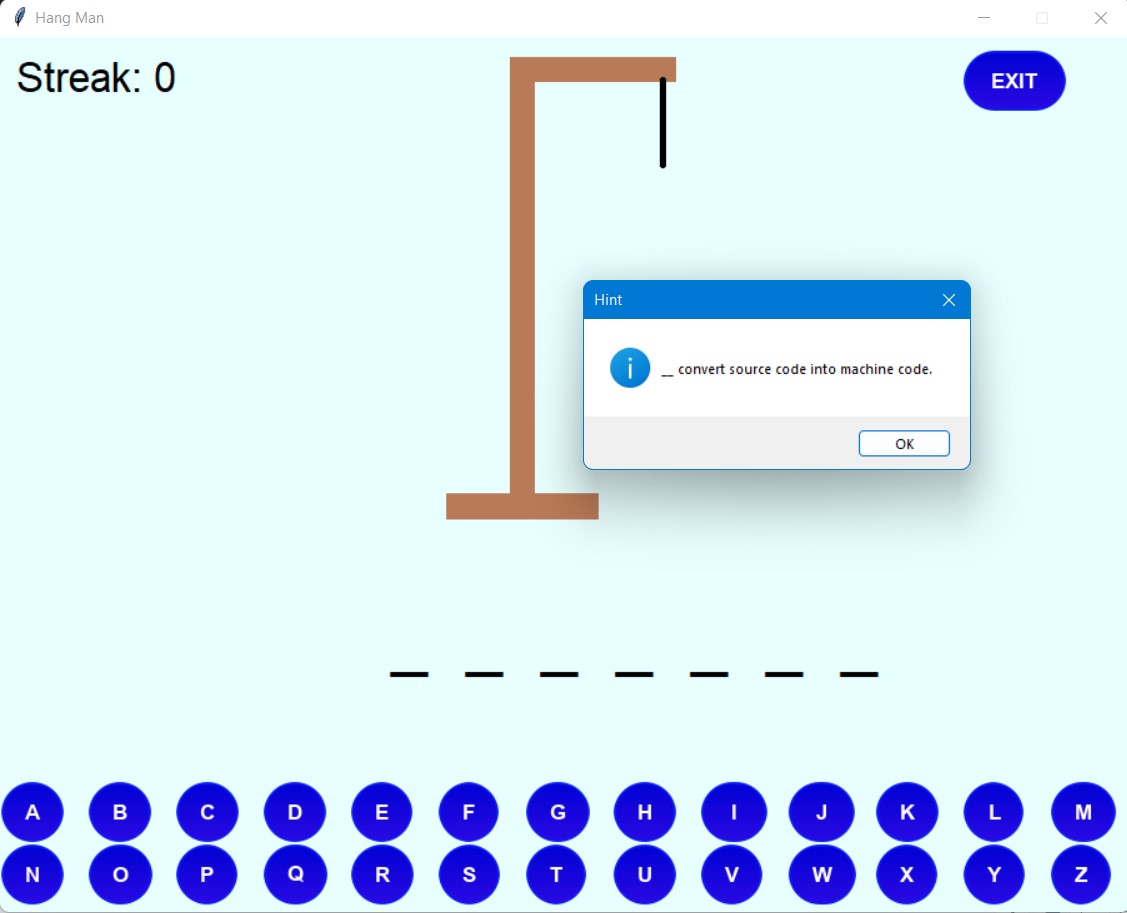 Hang Man
Streak: 0
EXIT
Hint
__ convert source code into machine code.
OK
_ _ _ _ _ _ _
A B C D E F G H I J K L M
N O P Q R S T U V W X Y Z